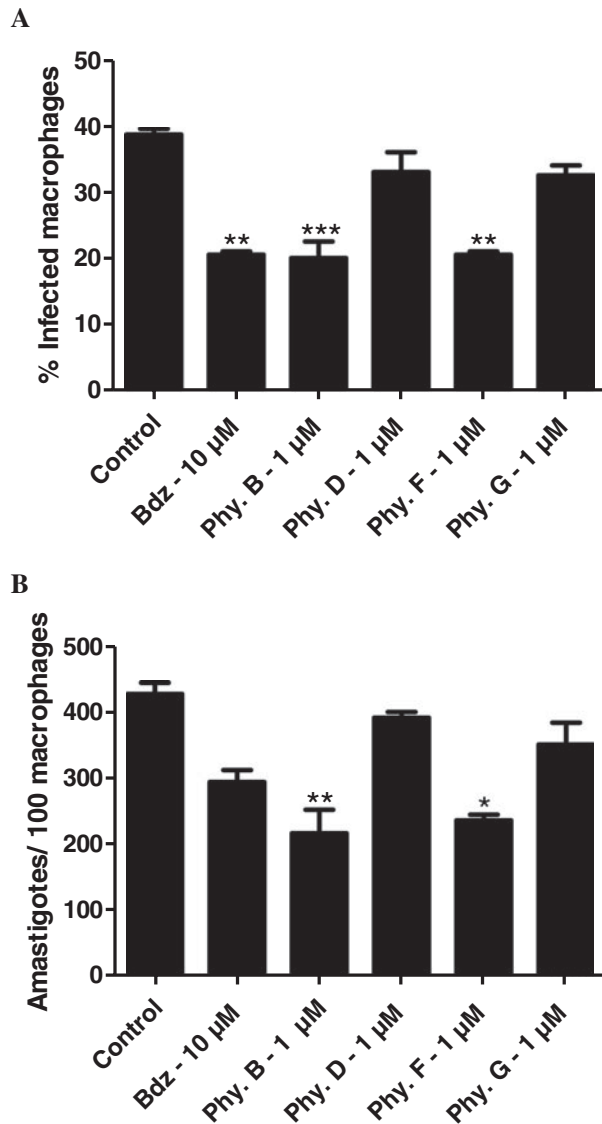 A
% Infected macrophages
50
40
30
20
10
0
**
***
**
Control
Bdz - 10 µM
Phy. B - 1 µM
Phy. D - 1 µM
Phy. F - 1 µM
Phy. G - 1 µM
B
Amastigotes/ 100 macrophages
500
400
300
200
100
0
**
*
Control
Bdz - 10 µM
Phy. B - 1 µM
Phy. D - 1 µM
Phy. F - 1 µM
Phy. G - 1 µM